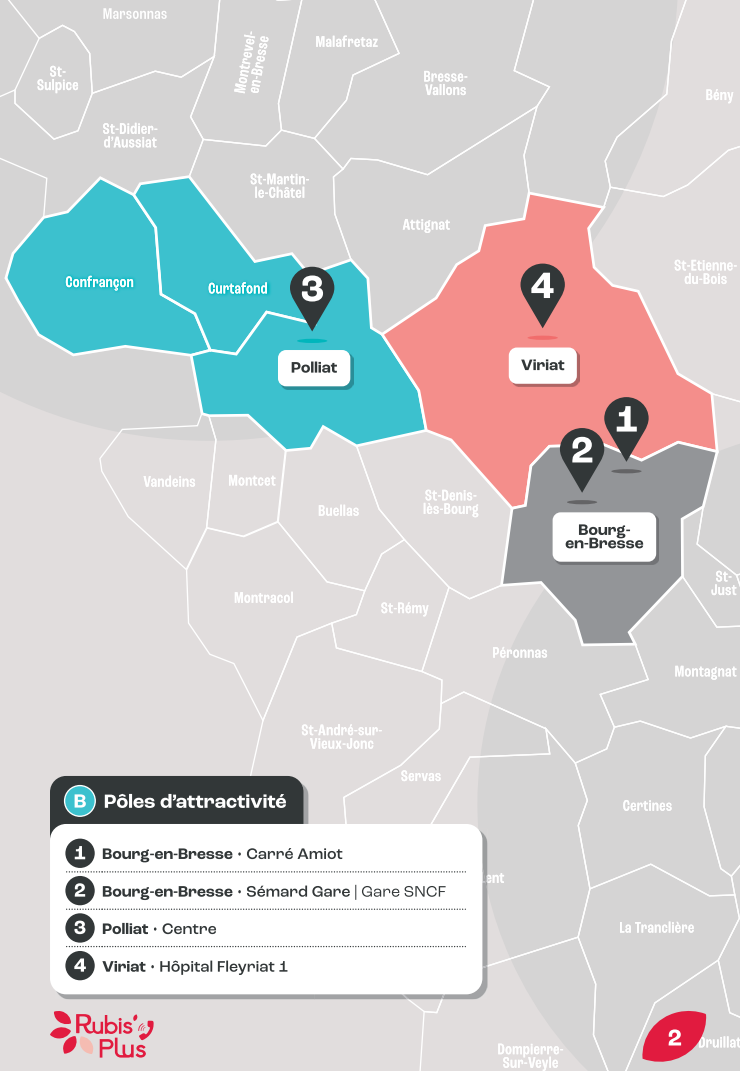 Marsonnas
Montrevel-
en-Bresse
Malafretaz
St-
Sulpice
Bresse-
Vallons
Bény
St-Didier-
d'Aussiat
St-Martin-
le-Châtel
Attignat
St-Etienne-
du-Bois
Confrançon
Curtafond
3
4
Polliat
Viriat
1
2
Bourg-
en-Bresse
Vandeins
Montcet
Buellas
St-Denis-
lès-Bourg
St-
Just
Montracol
St-Rémy
Péronnas
Montagnat
St-André-sur-
Vieux-Jonc
Servas
Certines
B Pôles d'attractivité
1 Bourg-en-Bresse • Carré Amiot
2 Bourg-en-Bresse • Sémard Gare | Gare SNCF
3 Polliat • Centre
4 Viriat • Hôpital Fleyriat 1
ent
La Tranclière
Rubis'
Plus
2
Druillat
Dompierre-
Sur-Veyle